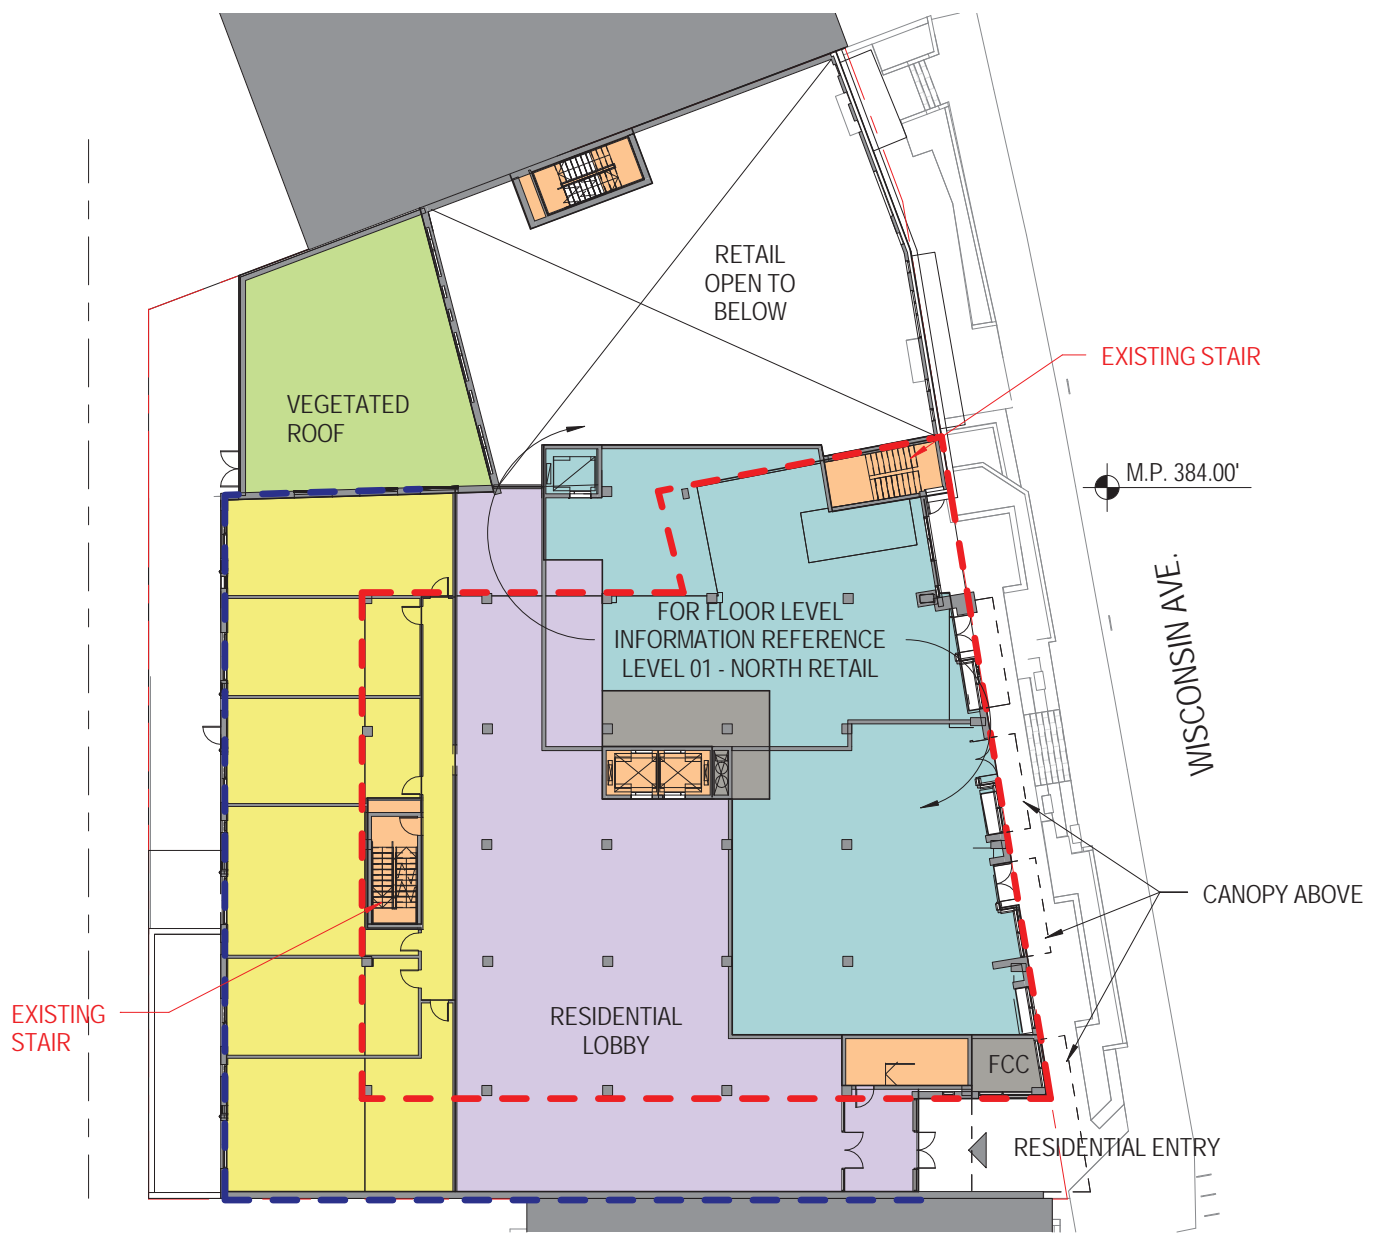 RETAIL
OPEN TO
BELOW
EXISTING STAIR
VEGETATED
ROOF
M.P. 384.00'
WISCONSIN AVE.
FOR FLOOR LEVEL
INFORMATION REFERENCE
LEVEL 01 - NORTH RETAIL
CANOPY ABOVE
EXISTING
STAIR
RESIDENTIAL
LOBBY
FCC
RESIDENTIAL ENTRY